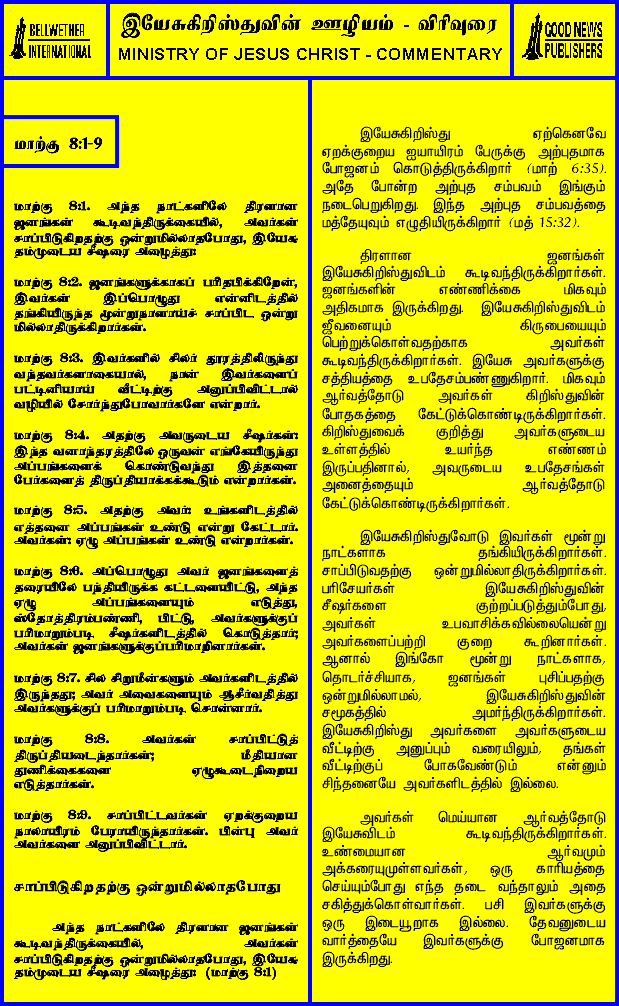 BELLWETHER
INTERNATIONAL
இயேசுகிறிஸ்துவின் ஊழியம் - விரிவுரை
MINISTRY OF JESUS CHRIST - COMMENTARY
GOOD NEWS
PUBLISHERS
மாற்கு 8:1-9
மாற்கு 8:1. அந்த நாட்களிலே திரளான
ஜனங்கள் கூடிவந்திருக்கையில், அவர்கள்
சாப்பிடுகிறதற்கு ஒன்றுமில்லாதபோது, இயேசு
தம்முடைய சீஷரை அழைத்து:
மாற்கு 8:2. ஜனங்களுக்காகப் பரிதபிக்கிறேன்,
இவர்கள் இப்பொழுது என்னிடத்தில்
தங்கியிருந்த மூன்றுநாளாய்ச் சாப்பிட ஒன்று
மில்லாதிருக்கிறார்கள்.
மாற்கு 8:3. இவர்களில் சிலர் தூரத்திலிருந்து
வந்தவர்களாகையால், நான் இவர்களைப்
பட்டினியாய் வீட்டிற்கு அனுப்பிவிட்டால்
வழியில் சோர்ந்துபோவார்களே என்றார்.
மாற்கு 8:4. அதற்கு அவருடைய சீஷர்கள்:
இந்த வனாந்தரத்திலே ஒருவன் எங்கேயிருந்து
அப்பங்களைக் கொண்டுவந்து இத்தனை
பேர்களைத் திருப்தியாக்கக்கூடும் என்றார்கள்.
மாற்கு 8:5. அதற்கு அவர்: உங்களிடத்தில்
எத்தனை அப்பங்கள் உண்டு என்று கேட்டார்.
அவர்கள்: ஏழு அப்பங்கள் உண்டு என்றார்கள்.
மாற்கு 8:6. அப்பொழுது அவர் ஜனங்களைத்
தரையிலே பந்தியிருக்க கட்டளையிட்டு, அந்த
ஏழு அப்பங்களையும் எடுத்து,
ஸ்தோத்திரம்பண்ணி, பிட்டு, அவர்களுக்குப்
பரிமாறும்படி சீஷர்களிடத்தில் கொடுத்தார்;
அவர்கள் ஜனங்களுக்குப்பரிமாறினார்கள்.
மாற்கு 8:7. சில சிறுமீன்களும் அவர்களிடத்தில்
இருந்தது; அவர் அவைகளையும் ஆசீர்வதித்து
அவர்களுக்குப் பரிமாறும்படி சொன்னார்.
மாற்கு 8:8. அவர்கள் சாப்பிட்டுத்
திருப்தியடைந்தார்கள்; மீதியான
துணிக்கைகளை ஏழுகூடைநிறைய
எடுத்தார்கள்.
மாற்கு 8:9. சாப்பிட்டவர்கள் ஏறக்குறைய
நாலாயிரம் பேராயிருந்தார்கள். பின்பு அவர்
அவர்களை அனுப்பிவிட்டார்.
சாப்பிடுகிறதற்கு ஒன்றுமில்லாதபோது
அந்த நாட்களிலே திரளான ஜனங்கள்
கூடிவந்திருக்கையில், அவர்கள்
சாப்பிடுகிறதற்கு ஒன்றுமில்லாதபோது, இயேசு
தம்முடைய சீஷரை அழைத்து: (மாற்கு 8:1)
இயேசுகிறிஸ்து ஏற்கெனவே
ஏறக்குறைய ஐயாயிரம் பேருக்கு அற்புதமாக
போஜனம் கொடுத்திருக்கிறார் (மாற் 6:35).
அதே போன்ற அற்புத சம்பவம் இங்கும்
நடைபெறுகிறது. இந்த அற்புத சம்பவத்தை
மத்தேயுவும் எழுதியிருக்கிறார் (மத் 15:32).
திரளான ஜனங்கள்
இயேசுகிறிஸ்துவிடம் கூடிவந்திருக்கிறார்கள்.
ஜனங்களின் எண்ணிக்கை மிகவும்
அதிகமாக இருக்கிறது. இயேசுகிறிஸ்துவிடம்
ஜீவனையும் கிருபையையும்
பெற்றுக்கொள்வதற்காக அவர்கள்
கூடிவந்திருக்கிறார்கள். இயேசு அவர்களுக்கு
சத்தியத்தை உபதேசம்பண்ணுகிறார். மிகவும்
ஆர்வத்தோடு அவர்கள் கிறிஸ்துவின்
போதகத்தை கேட்டுக்கொண்டிருக்கிறார்கள்.
கிறிஸ்துவைக் குறித்து அவர்களுடைய
உள்ளத்தில் உயர்ந்த எண்ணம்
இருப்பதினால், அவருடைய உபதேசங்கள்
அனைத்தையும் ஆர்வத்தோடு
கேட்டுக்கொண்டிருக்கிறார்கள்.
இயேசுகிறிஸ்துவோடு இவர்கள் மூன்று
நாட்களாக தங்கியிருக்கிறார்கள்.
சாப்பிடுவதற்கு ஒன்றுமில்லாதிருக்கிறார்கள்.
பரிசேயர்கள் இயேசுகிறிஸ்துவின்
சீஷர்களை குற்றப்படுத்தும்போது,
அவர்கள் உபவாசிக்கவில்லையென்று
அவர்களைப்பற்றி குறை கூறினார்கள்.
ஆனால் இங்கோ மூன்று நாட்களாக,
தொடர்ச்சியாக, ஜனங்கள் புசிப்பதற்கு
ஒன்றுமில்லாமல், இயேசுகிறிஸ்துவின்
சமூகத்தில் அமர்ந்திருக்கிறார்கள்.
இயேசுகிறிஸ்து அவர்களை அவர்களுடைய
வீட்டிற்கு அனுப்பும் வரையிலும், தங்கள்
வீட்டிற்குப் போகவேண்டும் என்னும்
சிந்தனையே அவர்களிடத்தில் இல்லை.
அவர்கள் மெய்யான ஆர்வத்தோடு
இயேசுவிடம் கூடிவந்திருக்கிறார்கள்.
உண்மையான ஆர்வமும்
அக்கரையுமுள்ளவர்கள், ஒரு காரியத்தை
செய்யும்போது எந்த தடை வந்தாலும் அதை
சகித்துக்கொள்வார்கள். பசி இவர்களுக்கு
ஒரு இடையூறாக இல்லை. தேவனுடைய
வார்த்தையே இவர்களுக்கு போஜனமாக
இருக்கிறது.